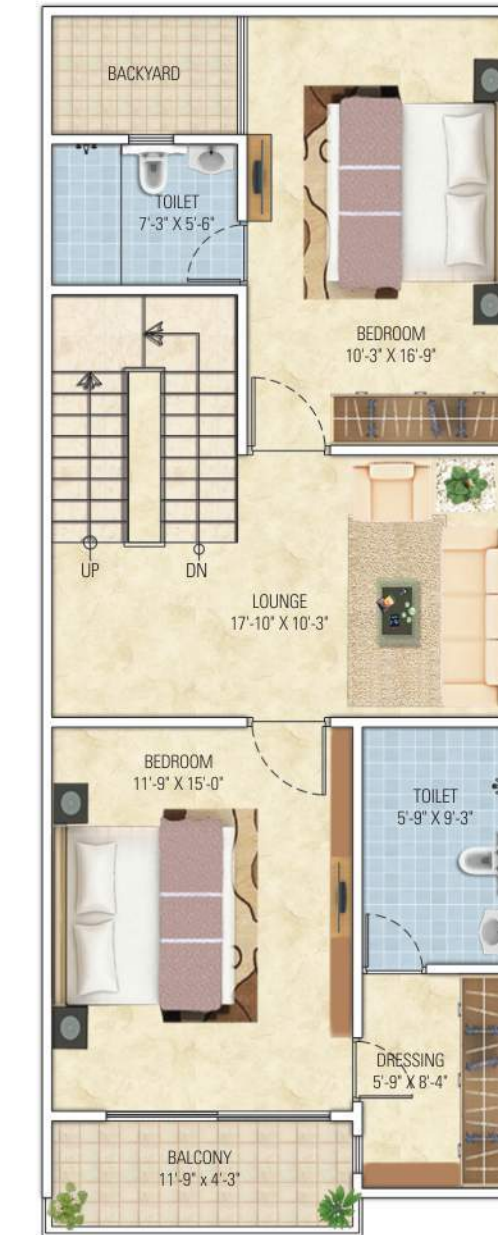 BACKYARD
TOILET
7'-3" X 5'-6"
BEDROOM
10'-3" X 16'-9"
UP
DN
LOUNGE
17'-10" X 10'-3"
BEDROOM
11'-9" X 15'-0"
TOILET
5'-9" X 9'-3"
DRESSING
5'-9" X 8'-4"
BALCONY
11'-9" x 4'-3"